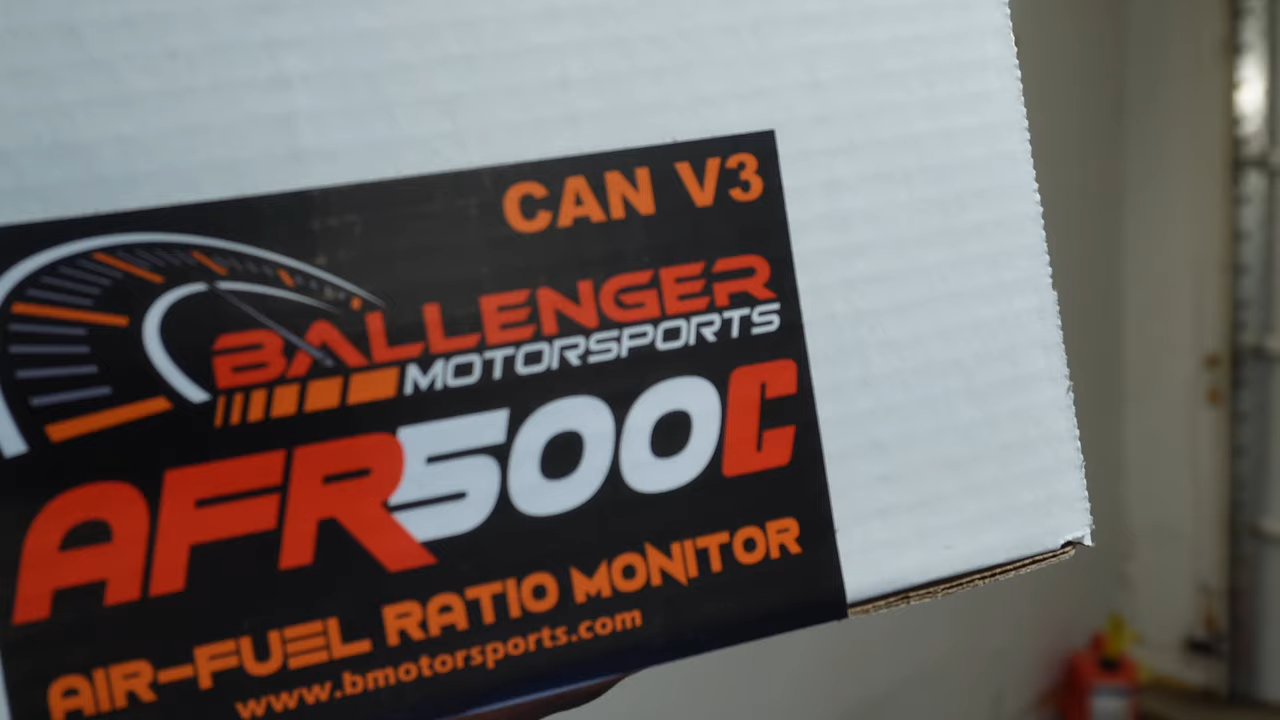 CAN V3
BALLENGER
MOTORSPORTS
AFR500C
AIR-FUEL RATIO MONITOR
www.bmotorsports.com